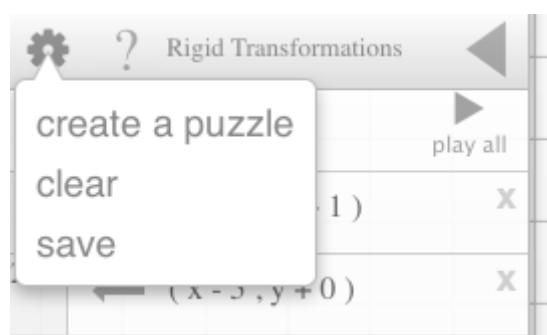 ? Rigid Transformations
create a puzzle
play all
clear
1 ) x
save
( x - 3 , y + 0 ) x